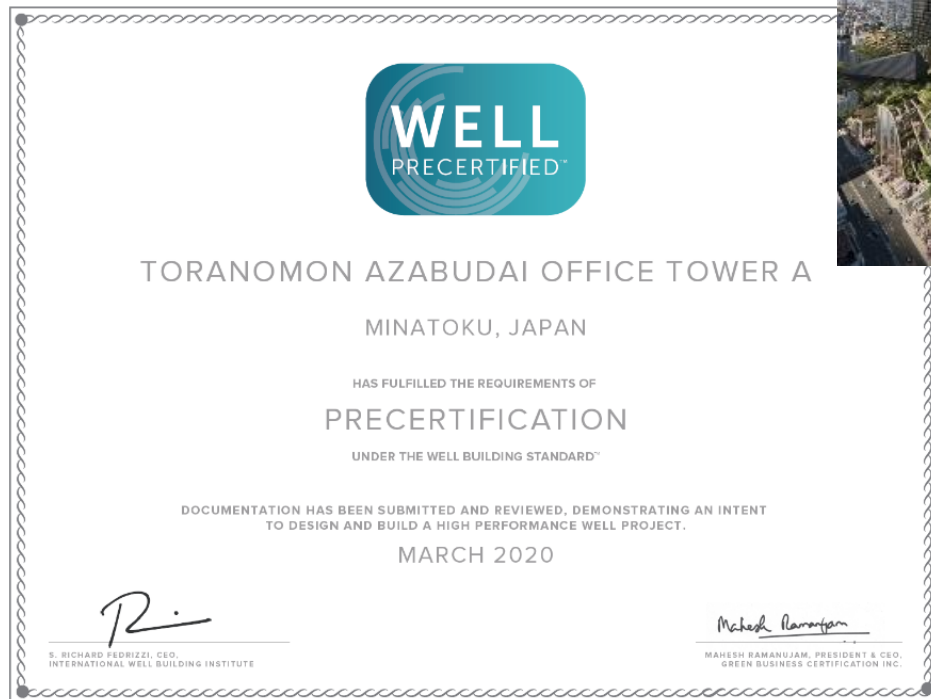 WELL
PRECERTIFIED™
TORANOMON AZABUDAI OFFICE TOWER A
MINATOKU, JAPAN
HAS FULFILLED THE REQUIREMENTS OF
PRECERTIFICATION
UNDER THE WELL BUILDING STANDARD™
DOCUMENTATION HAS BEEN SUBMITTED AND REVIEWED, DEMONSTRATING AN INTENT
TO DESIGN AND BUILD A HIGH PERFORMANCE WELL PROJECT.
MARCH 2020
Mahesh Ramanujam
S. RICHARD FEDRIZZI, CEO,
INTERNATIONAL WELL BUILDING INSTITUTE
MAHESH RAMANUJAM, PRESIDENT & CEO,
GREEN BUSINESS CERTIFICATION INC.